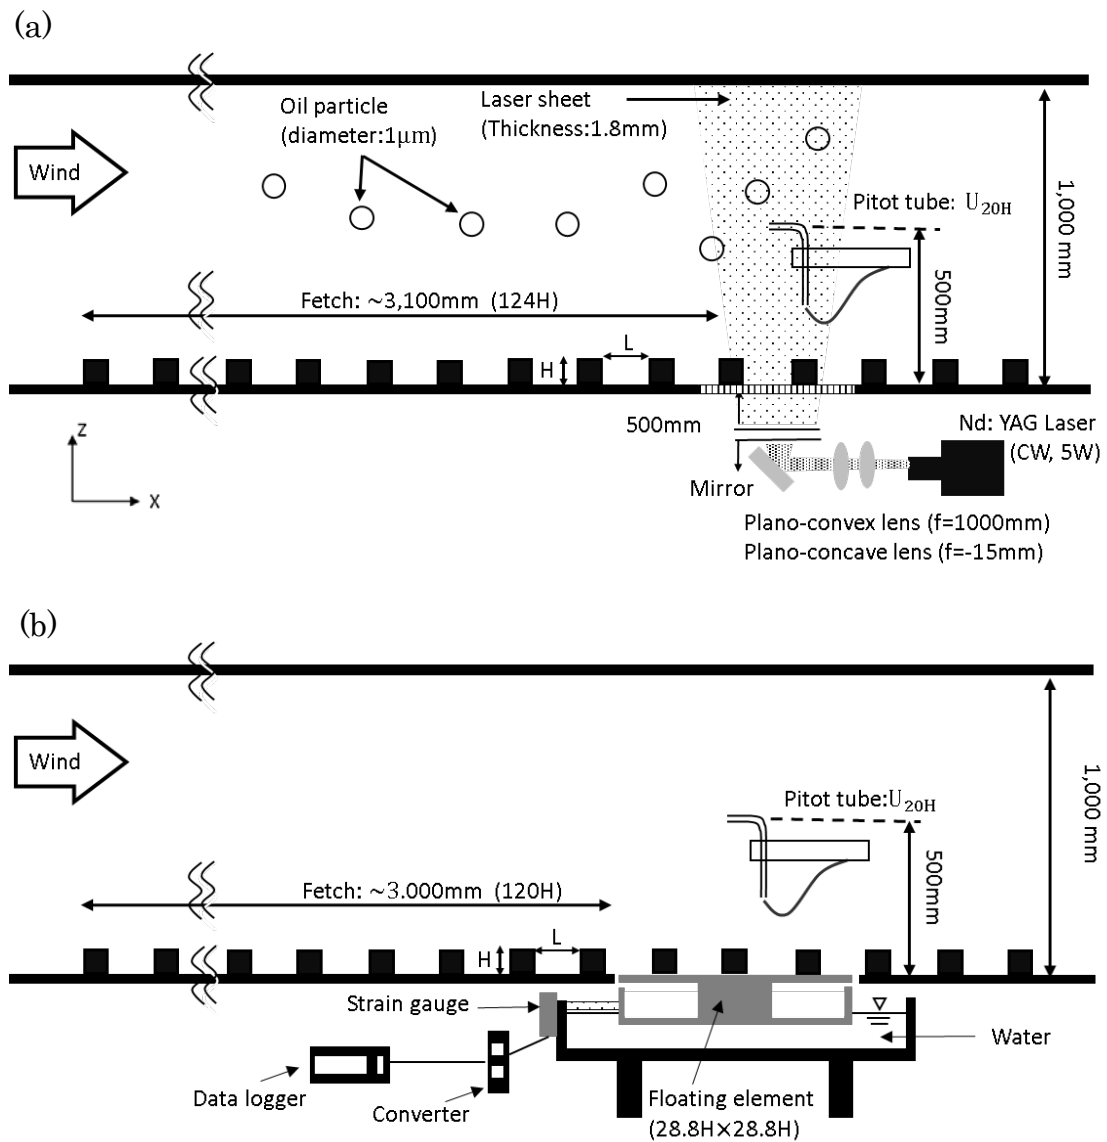 (a)
Oil particle
(diameter:1μm)
Laser sheet
(Thickness:1.8mm)
Wind
Pitot tube: U20H
1,000 mm
500mm
Fetch: ~3,100mm (124H)
L
H
500mm
Nd: YAG Laser
(CW, 5W)
Z
X
Mirror
Plano-convex lens (f=1000mm)
Plano-concave lens (f=-15mm)
(b)
Wind
Pitot tube:U20H
1,000 mm
500mm
Fetch: ~3.000mm (120H)
L
H
Strain gauge
Water
Data logger
Converter
Floating element
(28.8H×28.8H)